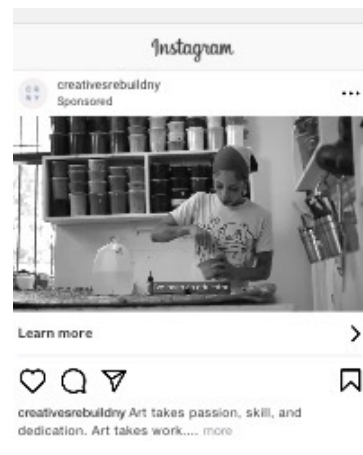 Instagram
creativesrebuildny
Sponsored
Learn more
creativesrebuildny Art takes passion, skill, and
dedication. Art takes work.... more